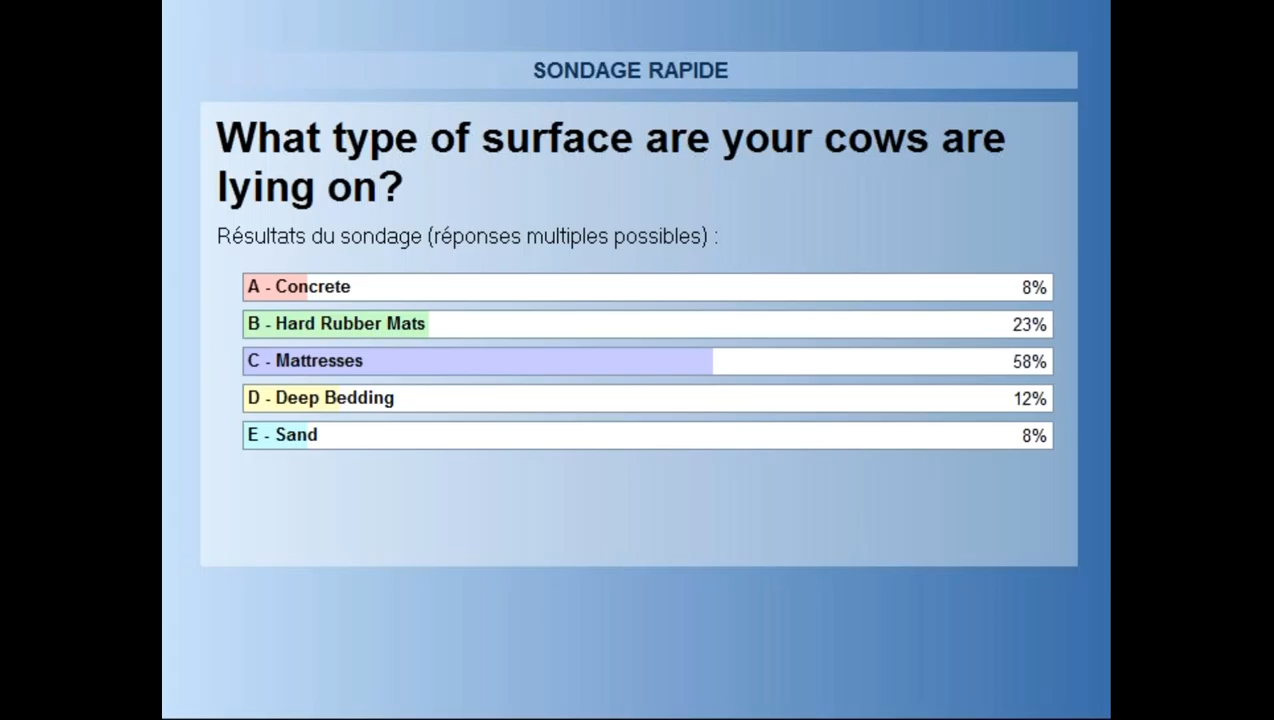 SONDAGE RAPIDE
What type of surface are your cows are
lying on?
Résultats du sondage (réponses multiples possibles) :
A - Concrete 8%
B - Hard Rubber Mats 23%
C - Mattresses 58%
D - Deep Bedding 12%
E - Sand 8%